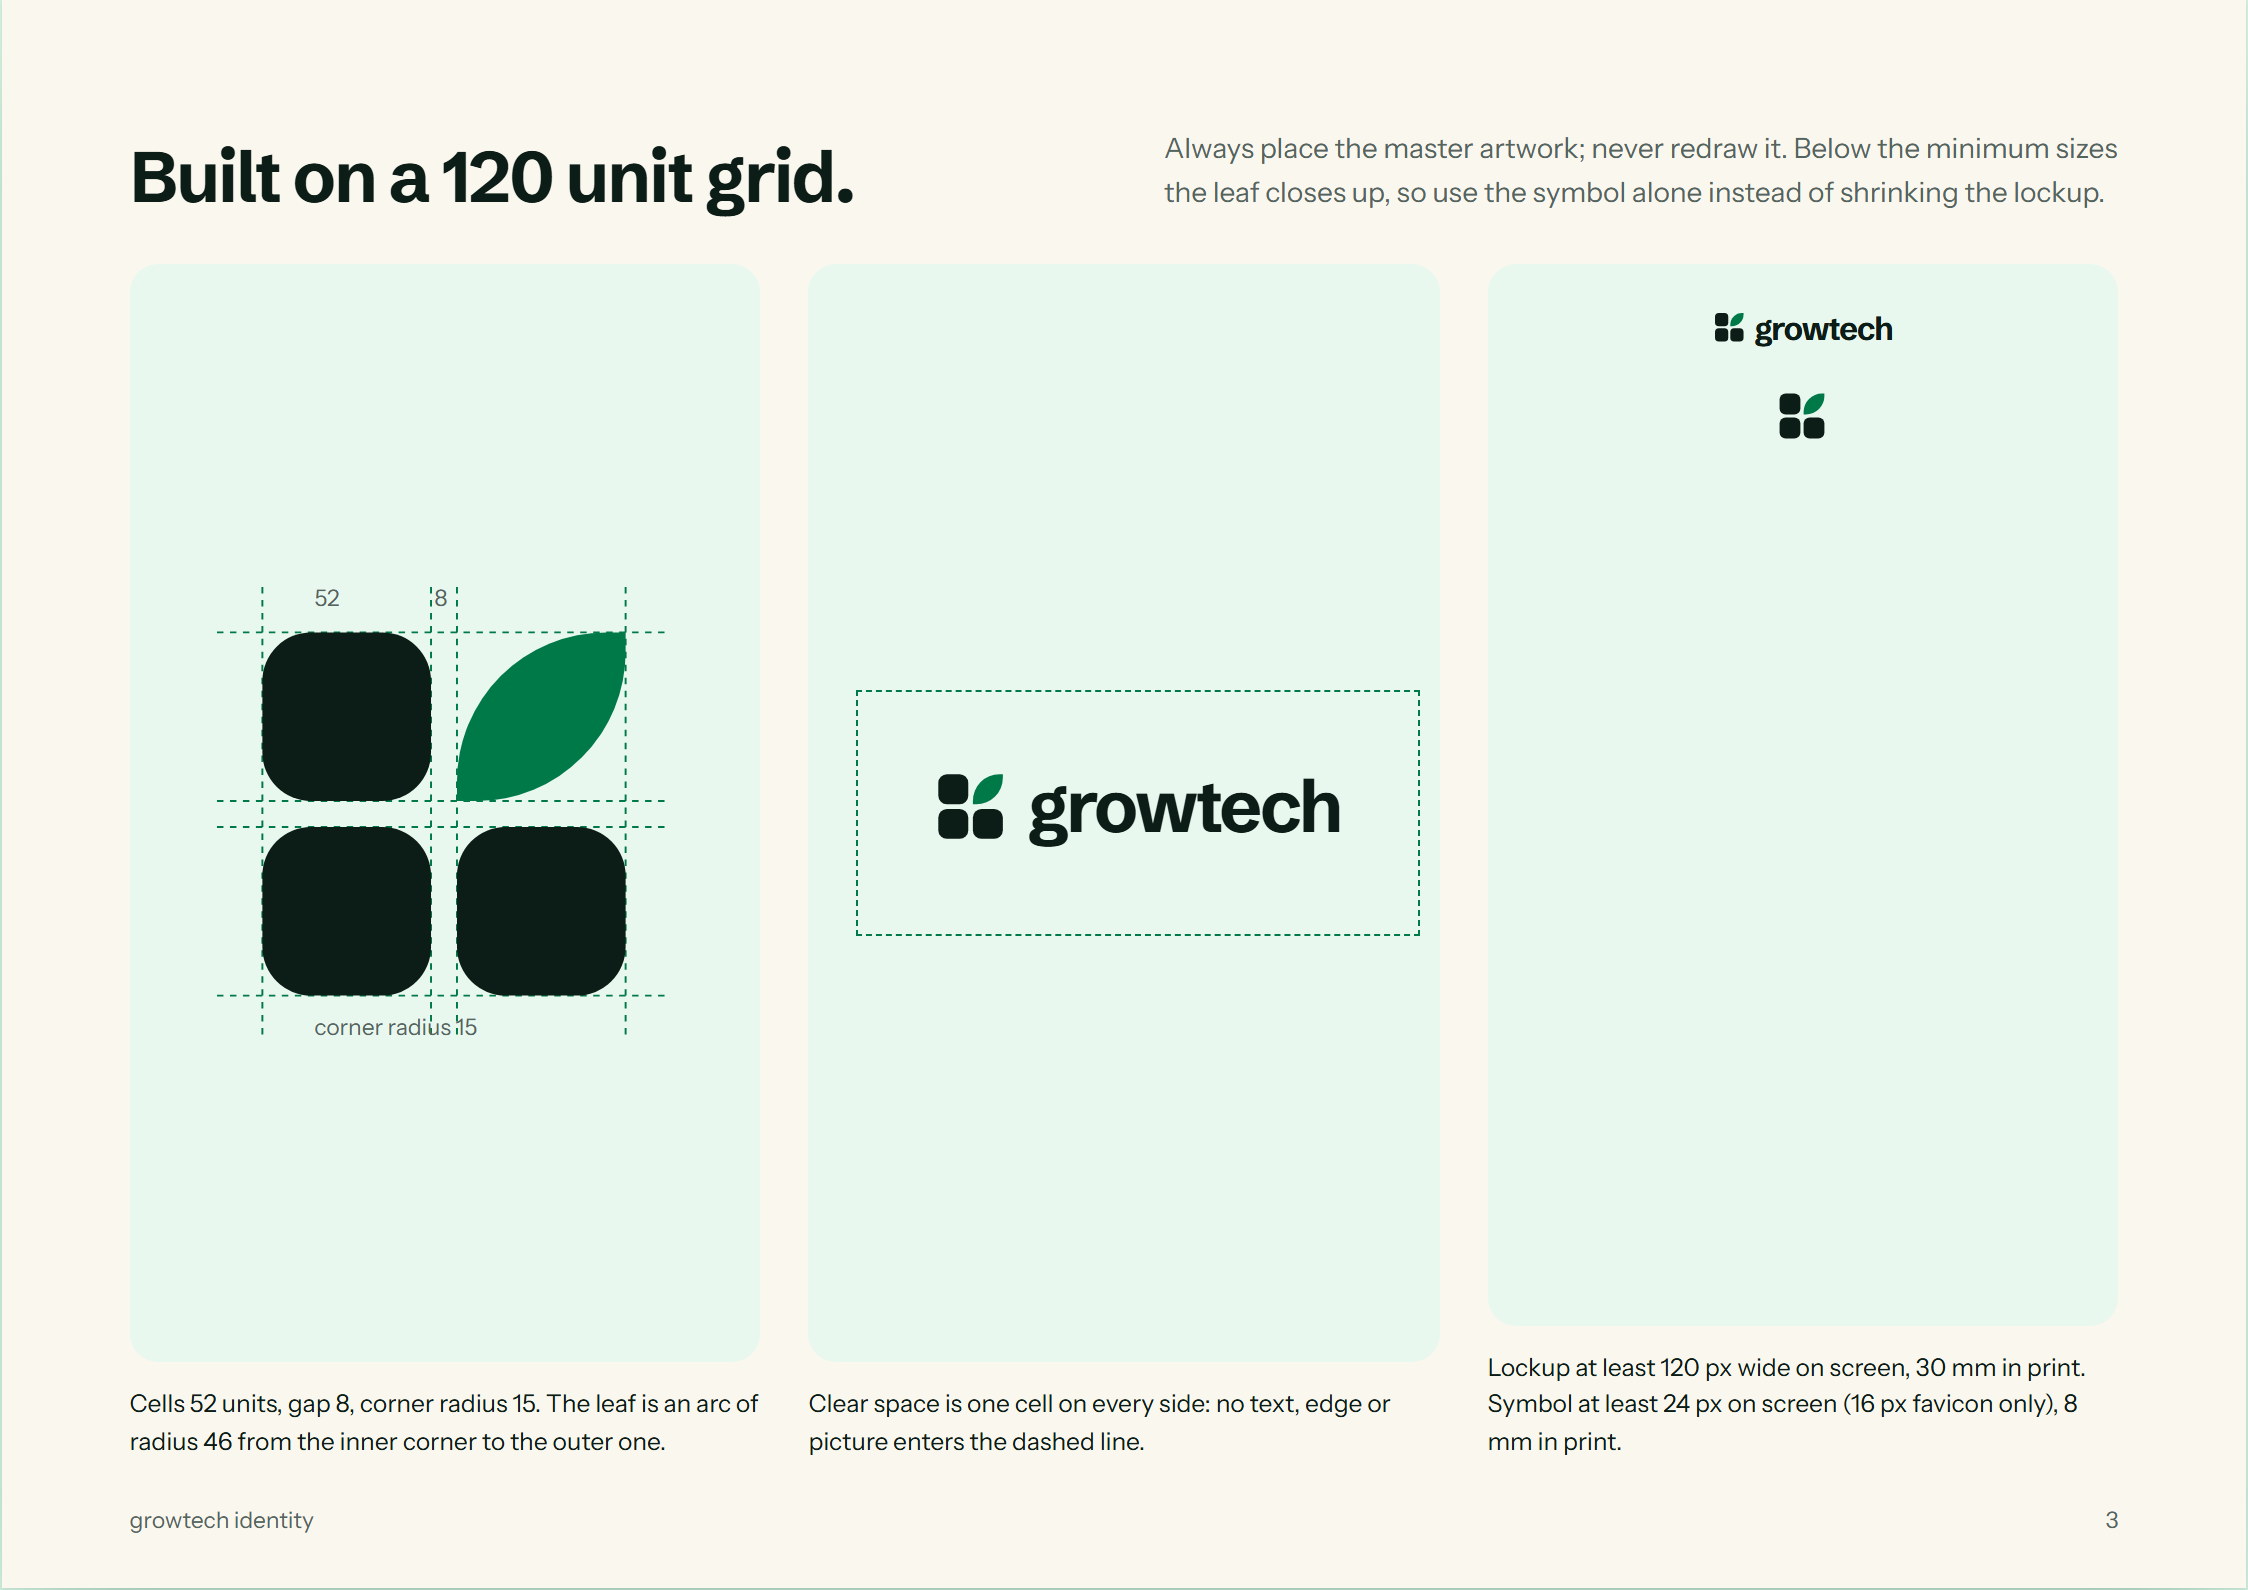 Built on a 120 unit grid.
Always place the master artwork; never redraw it. Below the minimum sizes
the leaf closes up, so use the symbol alone instead of shrinking the lockup.
52
8
corner radius 15
growtech
growtech
Cells 52 units, gap 8, corner radius 15. The leaf is an arc of
radius 46 from the inner corner to the outer one.
Clear space is one cell on every side: no text, edge or
picture enters the dashed line.
Lockup at least 120 px wide on screen, 30 mm in print.
Symbol at least 24 px on screen (16 px favicon only), 8
mm in print.
growtech identity
3